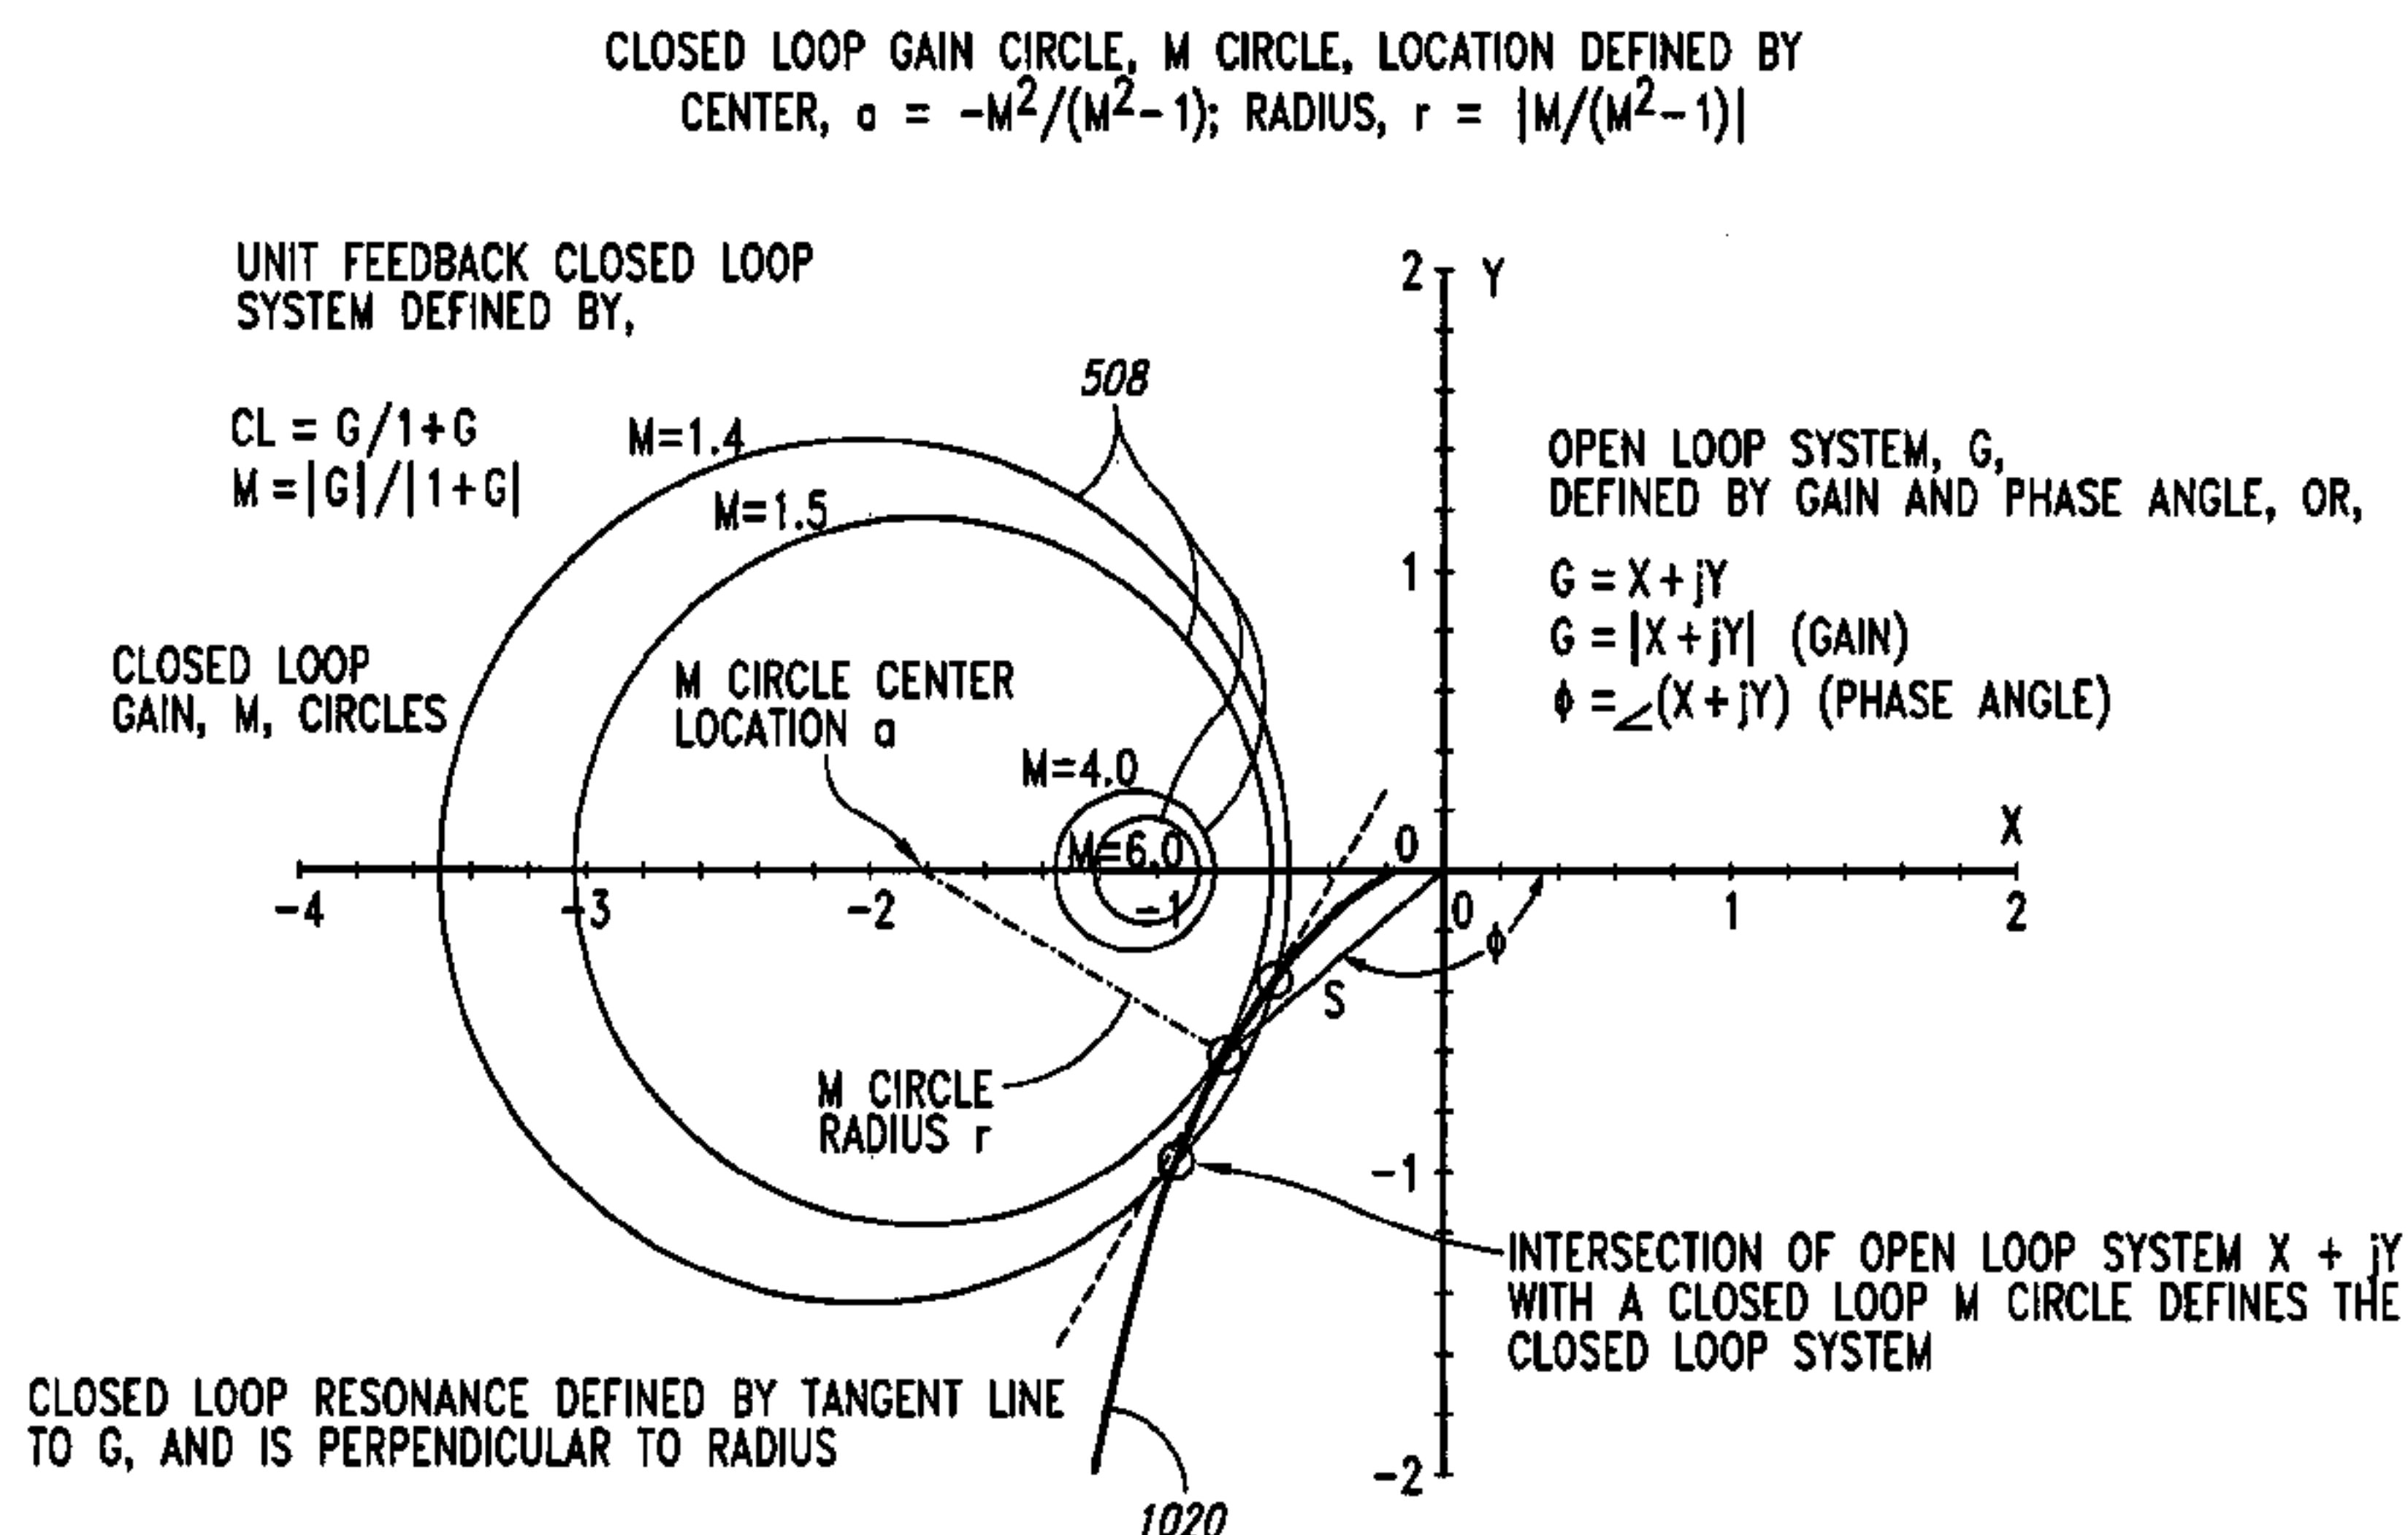 CLOSED LOOP GAIN CIRCLE, M CIRCLE, LOCATION DEFINED BY
CENTER, a = -M²/(M²-1); RADIUS, r = |M/(M²-1)|
UNIT FEEDBACK CLOSED LOOP
SYSTEM DEFINED BY,
CL = G/1+G
M = |G|/|1+G|
CLOSED LOOP
GAIN, M, CIRCLES
M=1.4
M=1.5
508
M CIRCLE CENTER
LOCATION a
M=4.0
M=6.0
2 Y
1
0
X
OPEN LOOP SYSTEM, G,
DEFINED BY GAIN AND PHASE ANGLE, OR,
G = X + jY
G = |X + jY| (GAIN)
ϕ = ∠(X + jY) (PHASE ANGLE)
-4 -3 -2 -1 0 1 2
ϕ
S
M CIRCLE
RADIUS r
-1
INTERSECTION OF OPEN LOOP SYSTEM X + jY
WITH A CLOSED LOOP M CIRCLE DEFINES THE
CLOSED LOOP SYSTEM
CLOSED LOOP RESONANCE DEFINED BY TANGENT LINE
TO G, AND IS PERPENDICULAR TO RADIUS
-2
1020